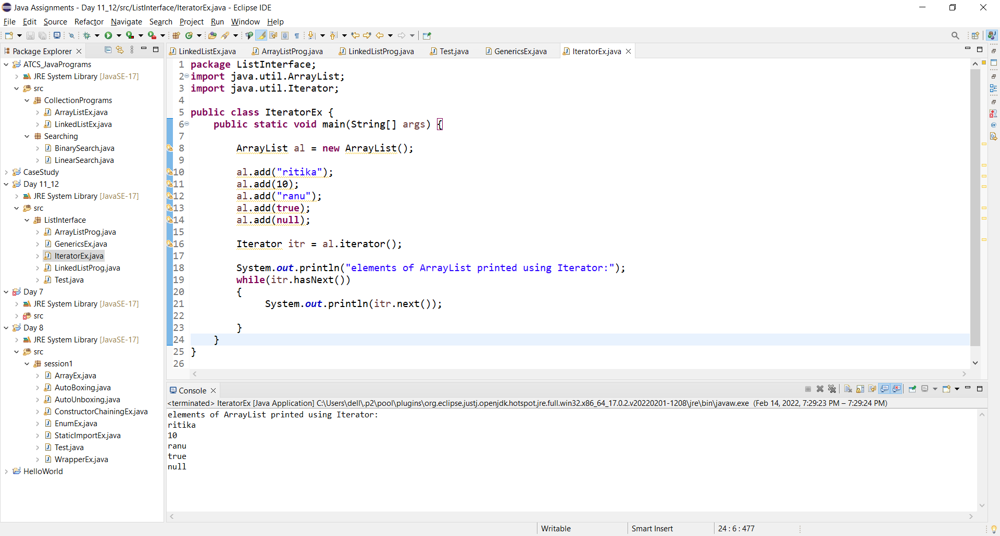 Java Assignments - Day 11_12/src/ListInterface/IteratorEx.java - Eclipse IDE
File Edit Source Refactor Navigate Search Project Run Window Help
Package Explorer
ATCS_JavaPrograms
JRE System Library [JavaSE-17]
src
CollectionPrograms
ArrayListEx.java
LinkedListEx.java
Searching
BinarySearch.java
LinearSearch.java
CaseStudy
Day 11_12
JRE System Library [JavaSE-17]
src
ListInterface
ArrayListProg.java
GenericsEx.java
IteratorEx.java
LinkedListProg.java
Test.java
Day 7
JRE System Library [JavaSE-17]
src
Day 8
JRE System Library [JavaSE-17]
src
session1
ArrayEx.java
AutoBoxing.java
AutoUnboxing.java
ConstructorChainingEx.java
EnumEx.java
StaticImportEx.java
Test.java
WrapperEx.java
HelloWorld
LinkedListEx.java ArrayListProg.java LinkedListProg.java Test.java GenericsEx.java IteratorEx.java
1 package ListInterface;
2 import java.util.ArrayList;
3 import java.util.Iterator;
4
5 public class IteratorEx {
6 public static void main(String[] args) {
7
8 ArrayList al = new ArrayList();
9
10 al.add("ritika");
11 al.add(10);
12 al.add("ranu");
13 al.add(true);
14 al.add(null);
15
16 Iterator itr = al.iterator();
17
18 System.out.println("elements of ArrayList printed using Iterator:");
19 while(itr.hasNext())
20 {
21 System.out.println(itr.next());
22
23 }
24 }
25 }
26
Console
<terminated> IteratorEx [Java Application] C:\Users\dell\.p2\pool\plugins\org.eclipse.justj.openjdk.hotspot.jre.full.win32.x86_64_17.0.2.v20220201-1208\jre\bin\javaw.exe (Feb 14, 2022, 7:29:23 PM – 7:29:24 PM)
elements of ArrayList printed using Iterator:
ritika
10
ranu
true
null
Writable Smart Insert 24 : 6 : 477